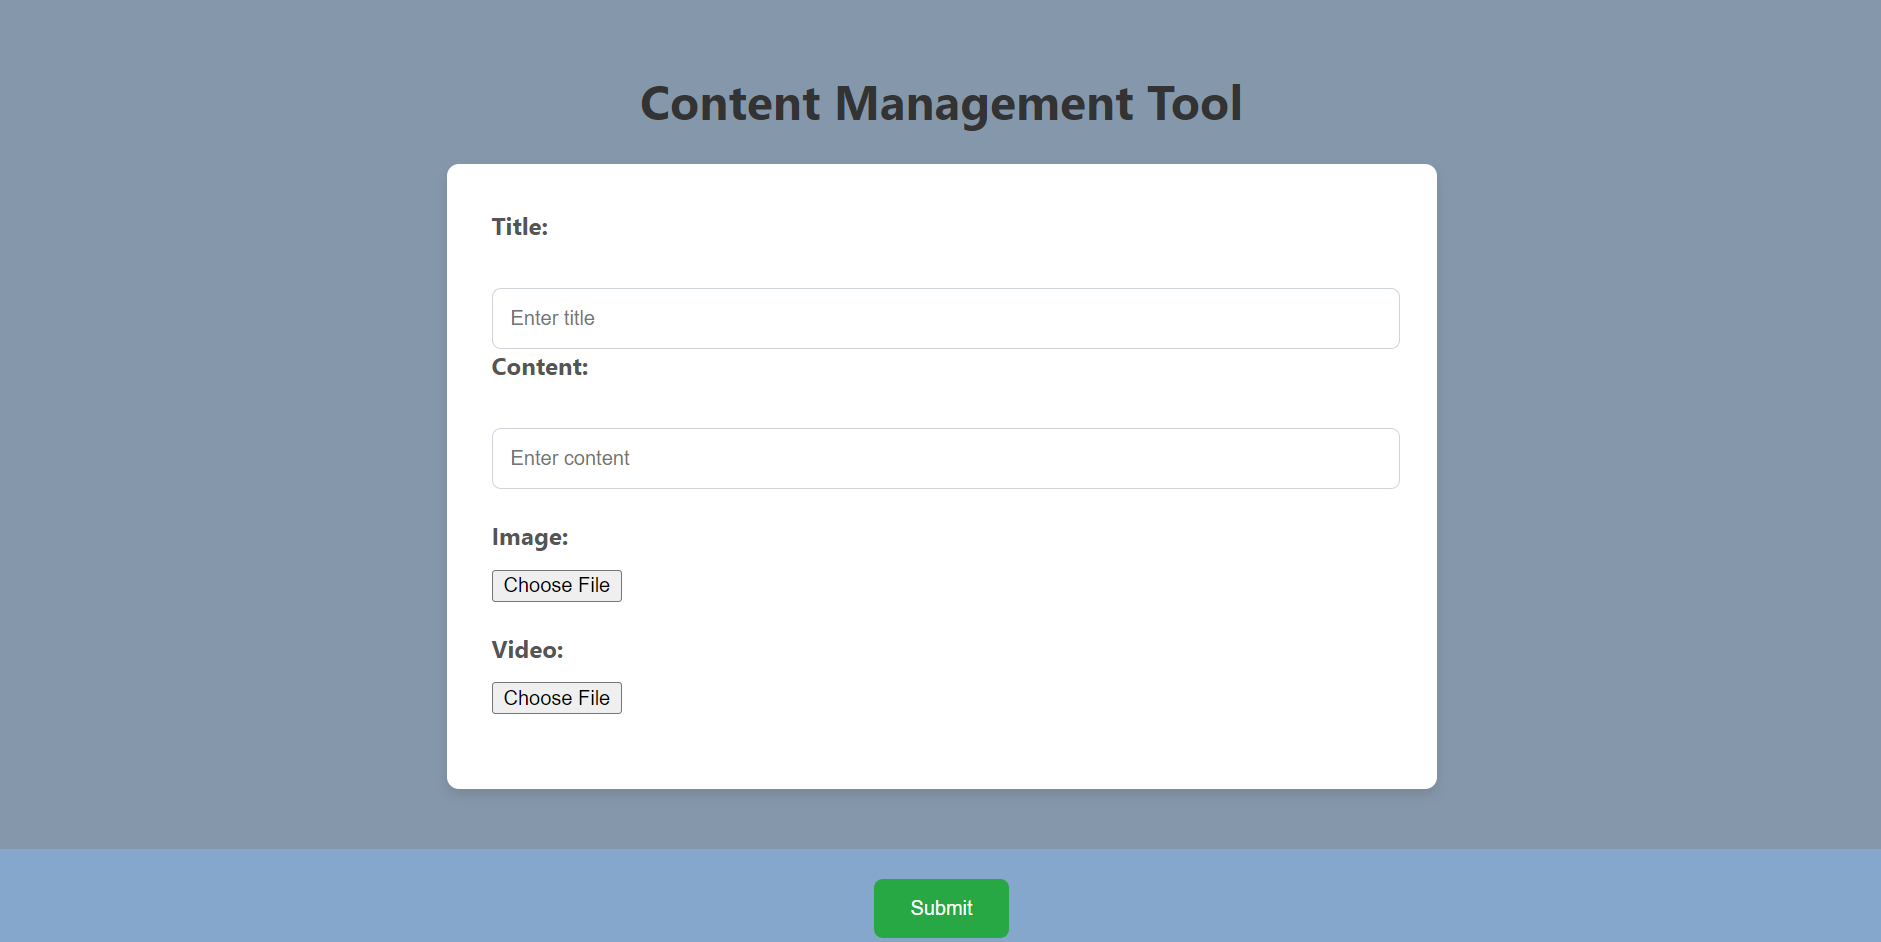 Content Management Tool
Title:
Enter title
Content:
Enter content
Image:
Choose File
Video:
Choose File
Submit